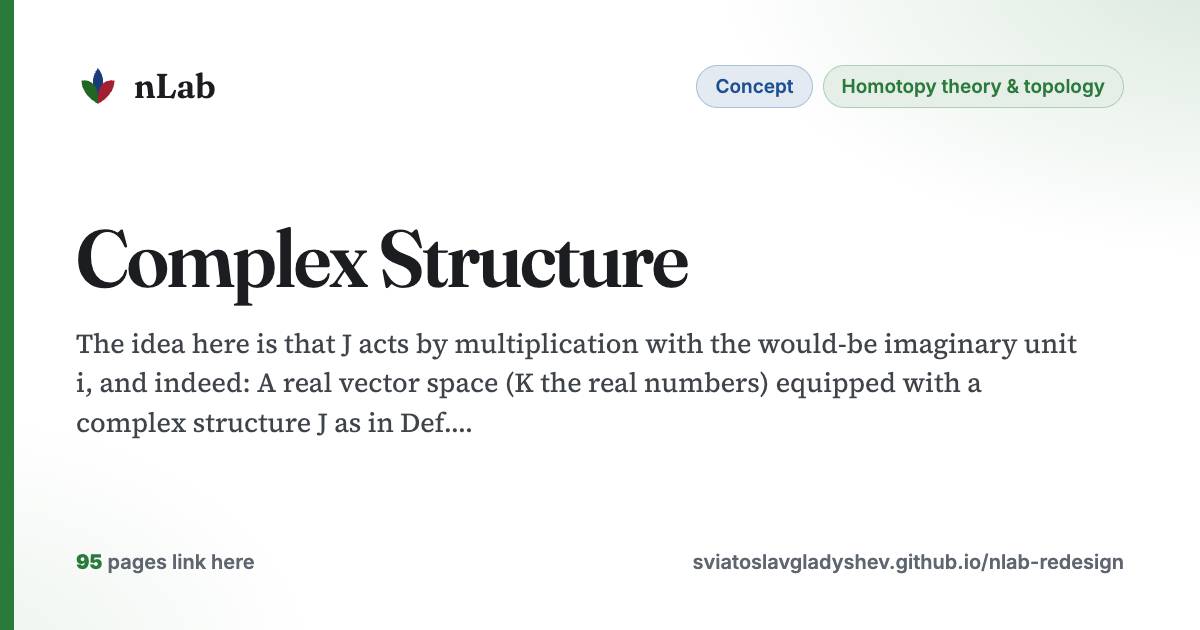 nLab
Concept
Homotopy theory & topology
Complex Structure
The idea here is that J acts by multiplication with the would-be imaginary unit
i, and indeed: A real vector space (K the real numbers) equipped with a
complex structure J as in Def....
95 pages link here
sviatoslavgladyshev.github.io/nlab-redesign